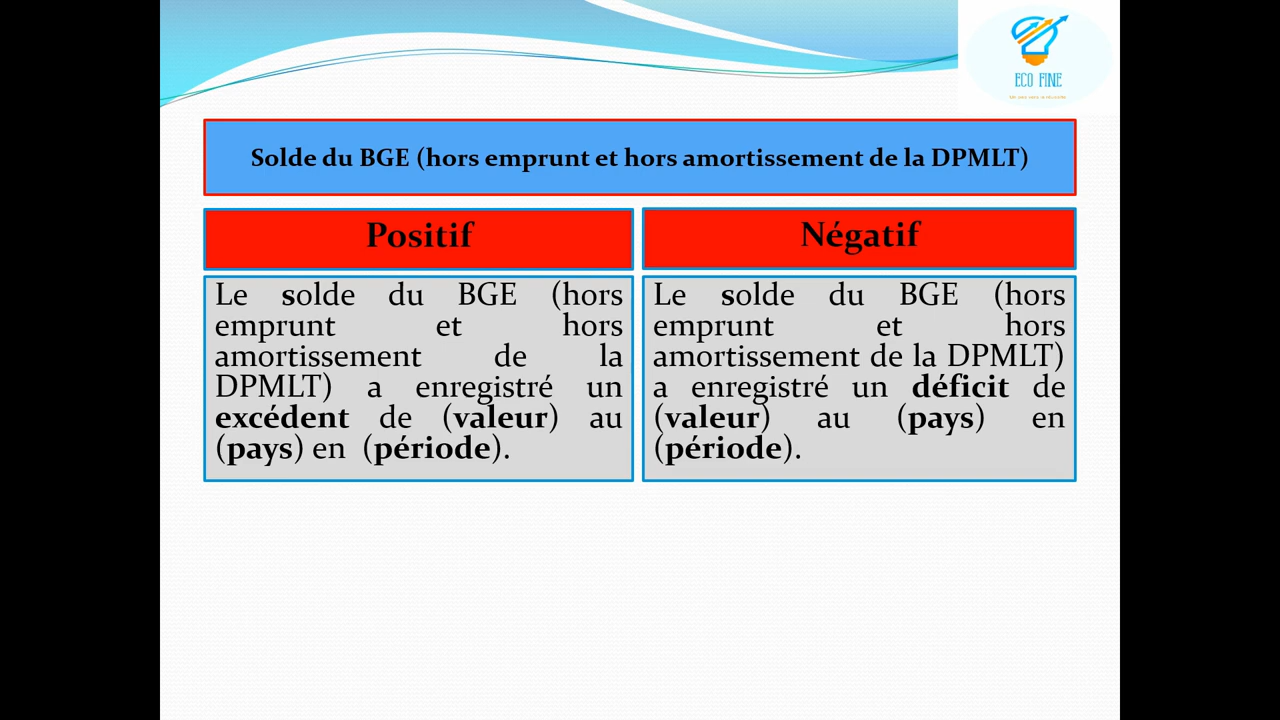 ECO FINE
Solde du BGE (hors emprunt et hors amortissement de la DPMLT)
Positif
Le solde du BGE (hors
emprunt et hors
amortissement de la
DPMLT) a enregistré un
excédent de (valeur) au
(pays) en (période).
Négatif
Le solde du BGE (hors
emprunt et hors
amortissement de la DPMLT)
a enregistré un déficit de
(valeur) au (pays) en
(période).